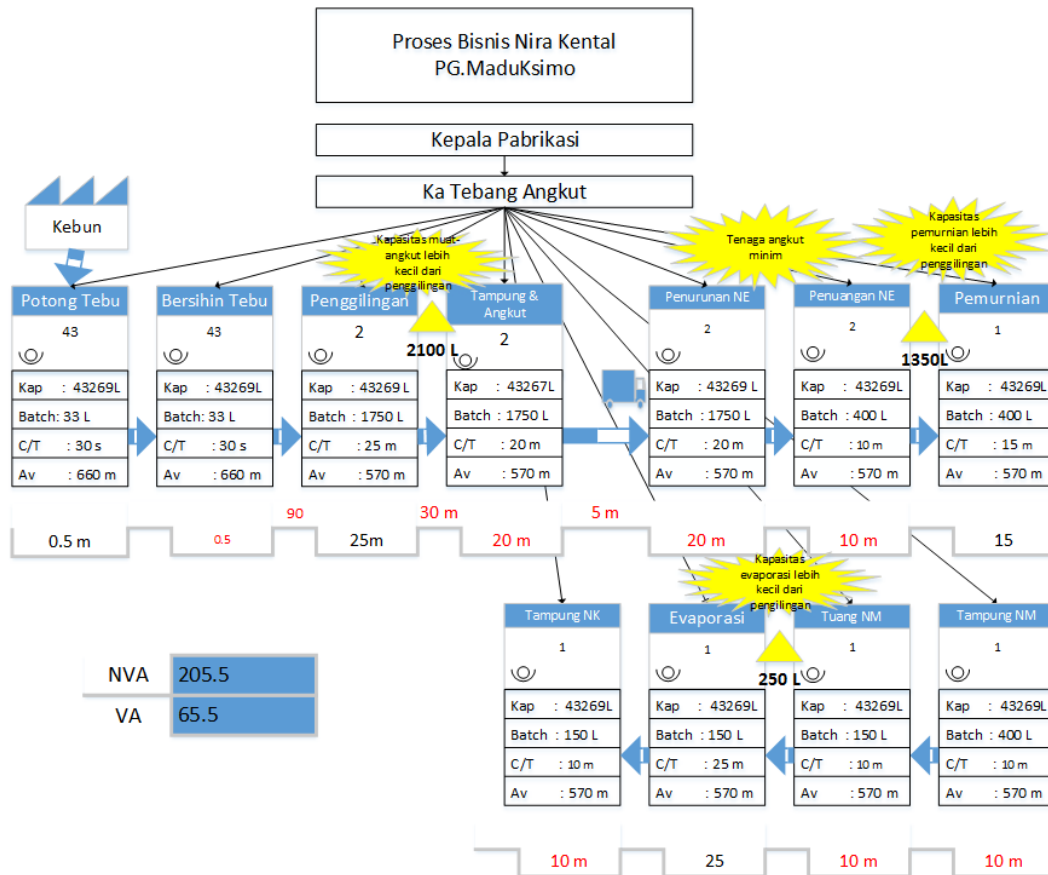 Proses Bisnis Nira Kental
PG.MaduKsimo
Kepala Pabrikasi
Ka Tebang Angkut
Kebun
Kapasitas muat-
angkut lebih
kecil dari
penggilingan
Tenaga angkut
minim
Kapasitas
pemurnian lebih
kecil dari
penggilingan
Potong Tebu
43
Kap : 43269L
Batch: 33 L
C/T : 30 s
Av : 660 m
Bersihin Tebu
43
Kap : 43269L
Batch: 33 L
C/T : 30 s
Av : 660 m
Penggilingan
2
Kap : 43269 L
Batch : 1750 L
C/T : 25 m
Av : 570 m
2100 L
Tampung &
Angkut
2
Kap : 43267L
Batch : 1750 L
C/T : 20 m
Av : 570 m
Penurunan NE
2
Kap : 43269 L
Batch : 1750 L
C/T : 20 m
Av : 570 m
Penuangan NE
2
Kap : 43269 L
Batch : 400 L
C/T : 10 m
Av : 570 m
1350L
Pemurnian
1
Kap : 43269L
Batch : 400 L
C/T : 15 m
Av : 570 m
0.5 m
0.5
90
25m
30 m
20 m
5 m
20 m
10 m
15
Kapasitas
evaporasi lebih
kecil dari
pengilingan
Tampung NK
1
Kap : 43269L
Batch : 150 L
C/T : 10 m
Av : 570 m
Evaporasi
1
Kap : 43269L
Batch : 150 L
C/T : 25 m
Av : 570 m
250 L
Tuang NM
1
Kap : 43269L
Batch : 150 L
C/T : 10 m
Av : 570 m
Tampung NM
1
Kap : 43269L
Batch : 400 L
C/T : 10 m
Av : 570 m
NVA 205.5
VA 65.5
10 m
25
10 m
10 m